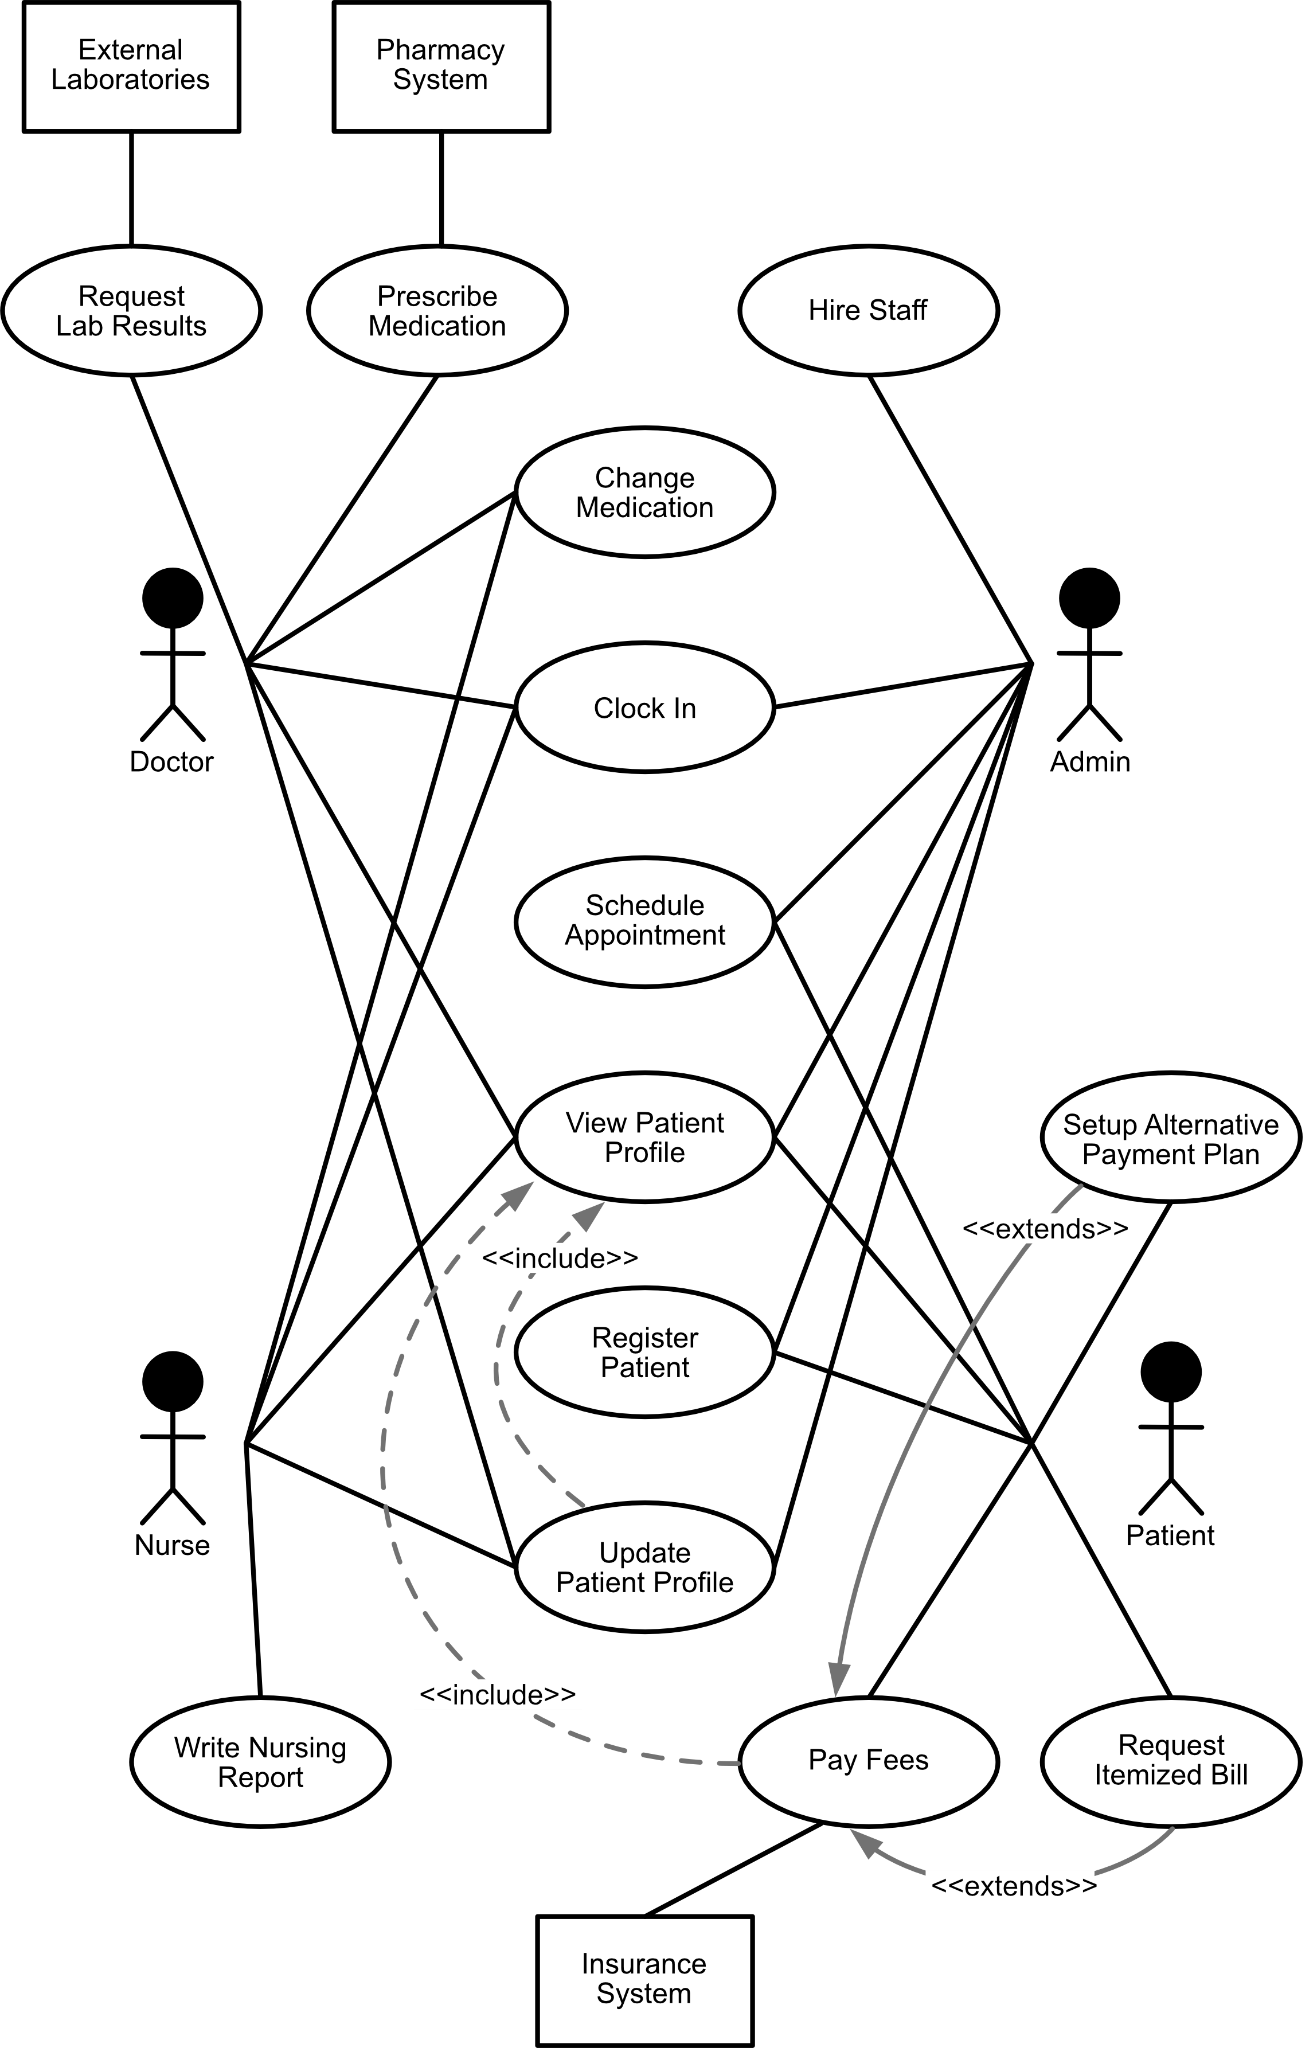 External
Laboratories
Pharmacy
System
Request
Lab Results
Prescribe
Medication
Hire Staff
Change
Medication
Clock In
Doctor
Admin
Schedule
Appointment
View Patient
Profile
Setup Alternative
Payment Plan
<<extends>>
<<include>>
Register
Patient
Nurse
Patient
Update
Patient Profile
<<include>>
Write Nursing
Report
Pay Fees
Request
Itemized Bill
<<extends>>
Insurance
System